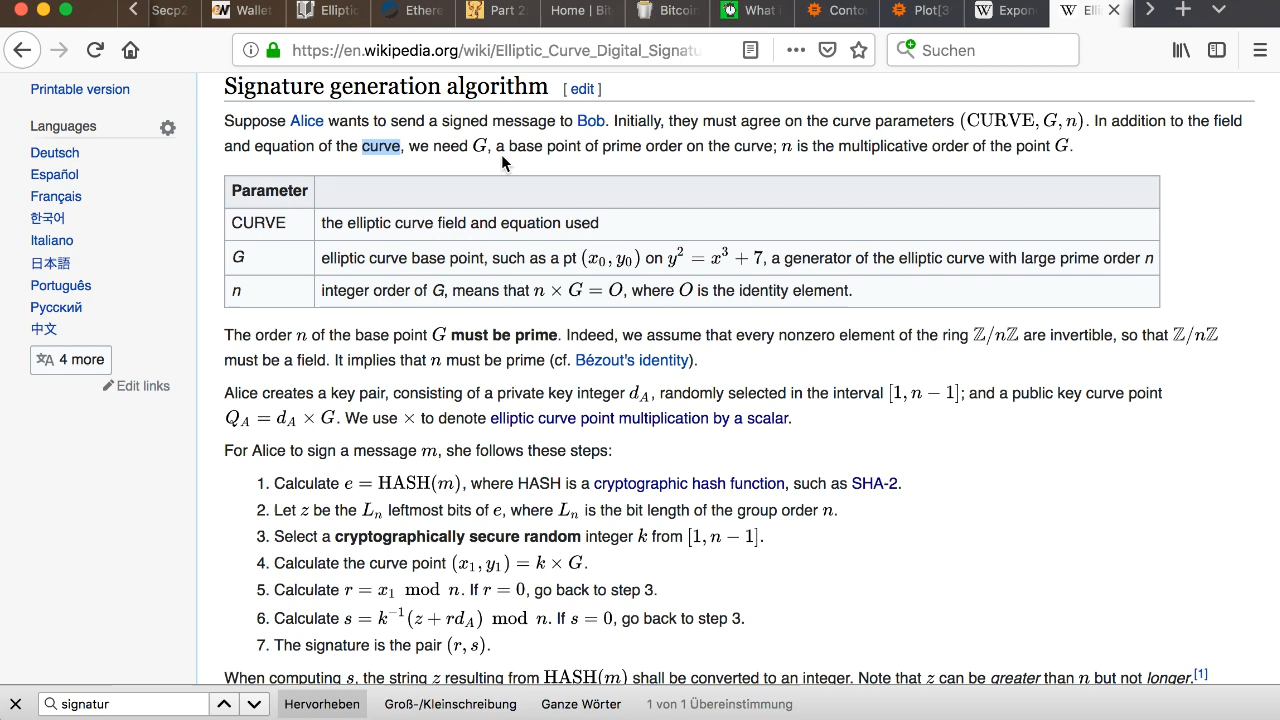 Secp2 Wallet Elliptic Ethere Part 2: Home | Bit Bitcoin What i Conto Plot[3 Expon Elli
https://en.wikipedia.org/wiki/Elliptic_Curve_Digital_Signatu Suchen
Printable version
Languages
Deutsch
Español
Français
한국어
Italiano
日本語
Português
Русский
中文
4 more
Edit links
Signature generation algorithm [ edit ]
Suppose Alice wants to send a signed message to Bob. Initially, they must agree on the curve parameters (CURVE, G, n). In addition to the field
and equation of the curve, we need G, a base point of prime order on the curve; n is the multiplicative order of the point G.
Parameter
CURVE the elliptic curve field and equation used
G elliptic curve base point, such as a pt (x₀, y₀) on y² = x³ + 7, a generator of the elliptic curve with large prime order n
n integer order of G, means that n × G = O, where O is the identity element.
The order n of the base point G must be prime. Indeed, we assume that every nonzero element of the ring ℤ/nℤ are invertible, so that ℤ/nℤ
must be a field. It implies that n must be prime (cf. Bézout's identity).
Alice creates a key pair, consisting of a private key integer d_A, randomly selected in the interval [1, n − 1]; and a public key curve point
Q_A = d_A × G. We use × to denote elliptic curve point multiplication by a scalar.
For Alice to sign a message m, she follows these steps:
1. Calculate e = HASH(m), where HASH is a cryptographic hash function, such as SHA-2.
2. Let z be the L_n leftmost bits of e, where L_n is the bit length of the group order n.
3. Select a cryptographically secure random integer k from [1, n − 1].
4. Calculate the curve point (x₁, y₁) = k × G.
5. Calculate r = x₁ mod n. If r = 0, go back to step 3.
6. Calculate s = k⁻¹(z + rd_A) mod n. If s = 0, go back to step 3.
7. The signature is the pair (r, s).
When computing s, the string z resulting from HASH(m) shall be converted to an integer. Note that z can be greater than n but not longer.[1]
signatur Hervorheben Groß-/Kleinschreibung Ganze Wörter 1 von 1 Übereinstimmung